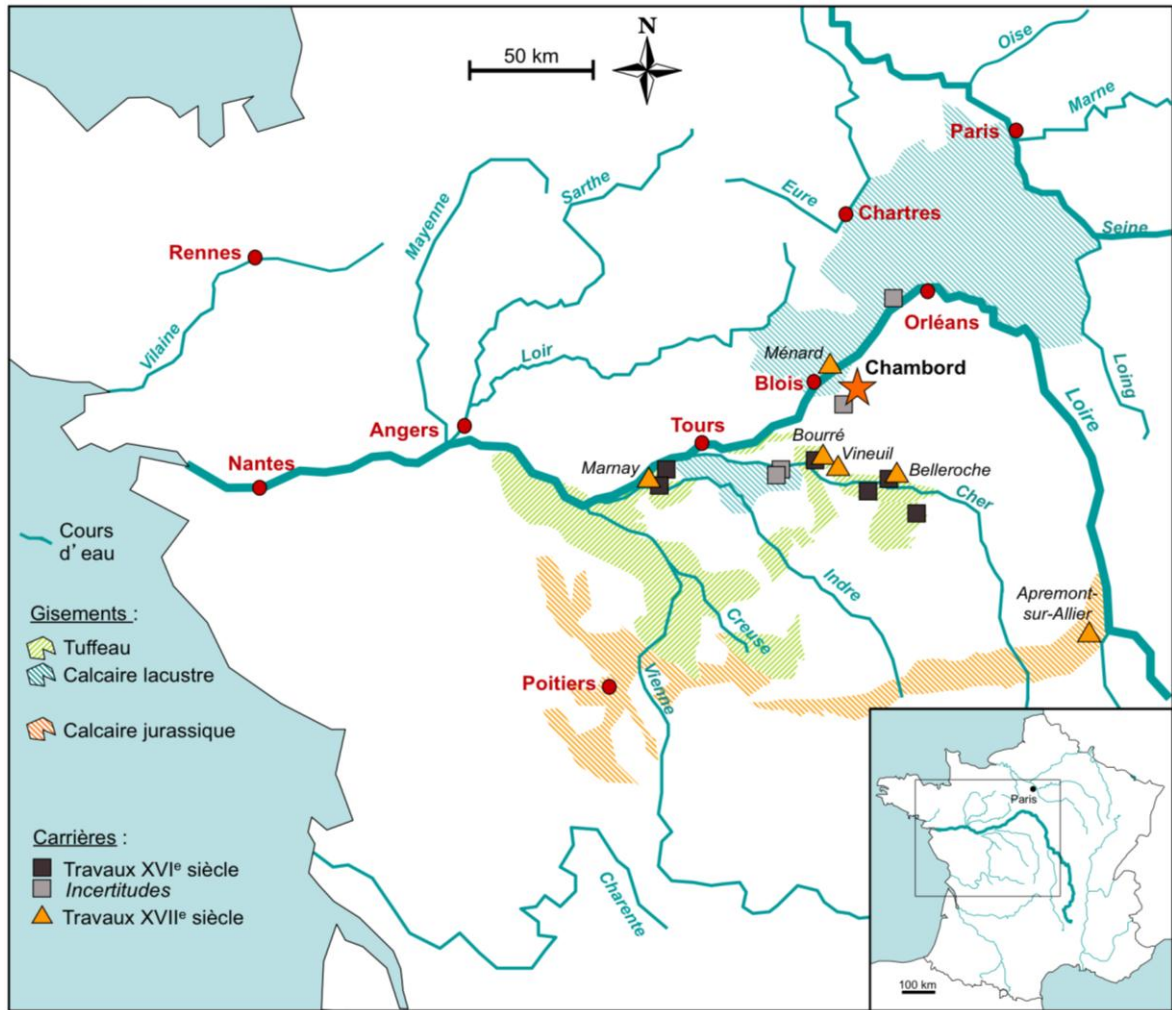 N
50 km
Oise
Marne
Paris
Sarthe
Eure
Chartres
Mayenne
Seine
Rennes
Vilaine
Orléans
Loir
Ménard
Chambord
Loing
Blois
Loire
Angers
Tours
Bourré
Vineuil
Nantes
Marnay
Belleroche
Cher
Cours
d'eau
Gisements :
Tuffeau
Calcaire lacustre
Calcaire jurassique
Indre
Apremont-
sur-Allier
Creuse
Poitiers
Vienne
Paris
Carrières :
Travaux XVIe siècle
Incertitudes
Travaux XVIIe siècle
Charente
100 km